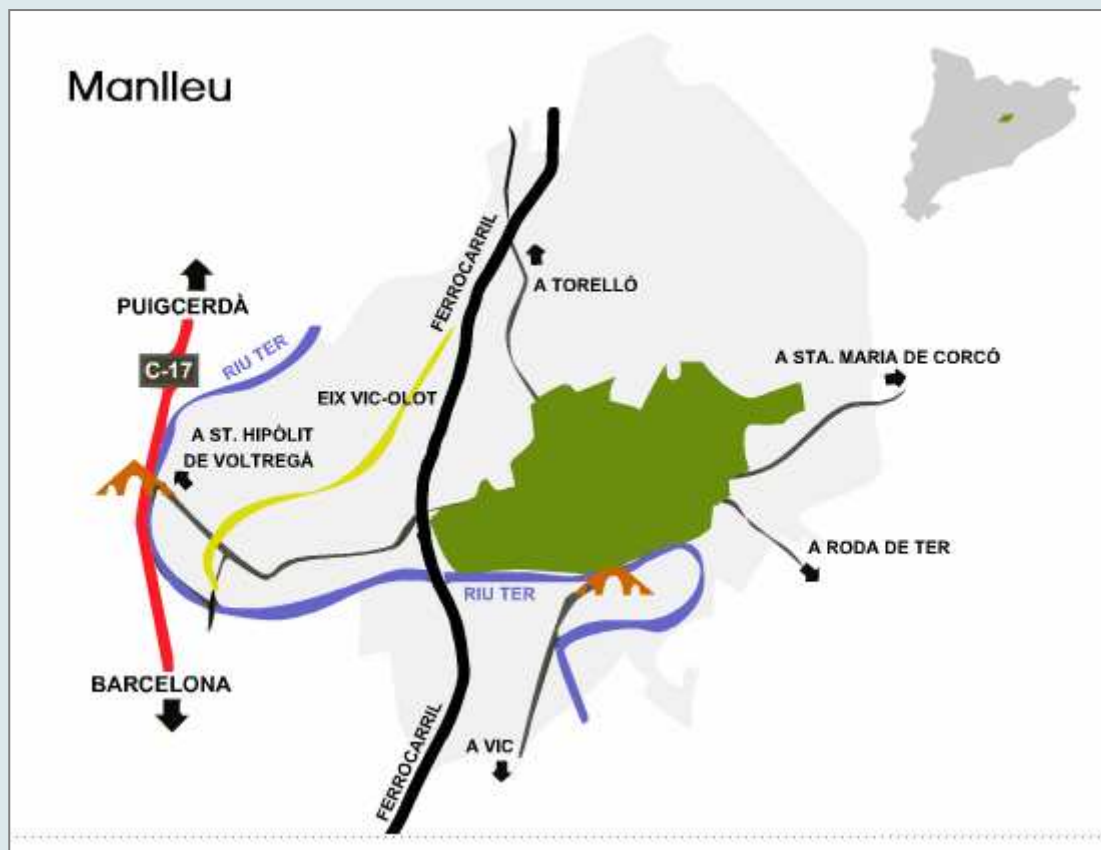 Manlleu
FERROCARRIL
A TORELLÓ
PUIGCERDÀ
C-17
RIU TER
A STA. MARIA DE CORCÓ
EIX VIC-OLOT
A ST. HIPÒLIT
DE VOLTREGÀ
A RODA DE TER
RIU TER
BARCELONA
A VIC
FERROCARRIL